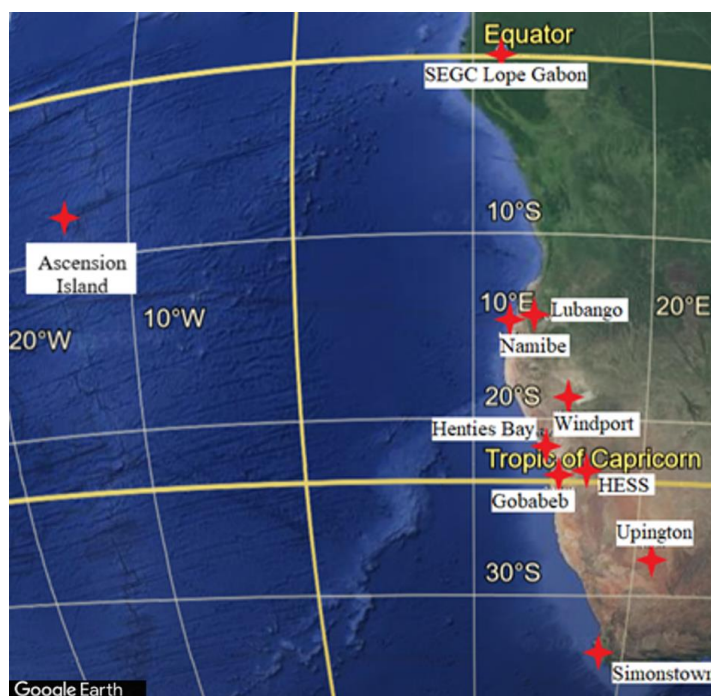 Equator
SEGC Lope Gabon
10°S
Ascension
Island
10°E
Lubango
20°E
10°W
20°W
Namibe
20°S
Windport
Henties Bay
Tropic of Capricorn
HESS
Gobabeb
Upington
30°S
Simonstown
Google Earth